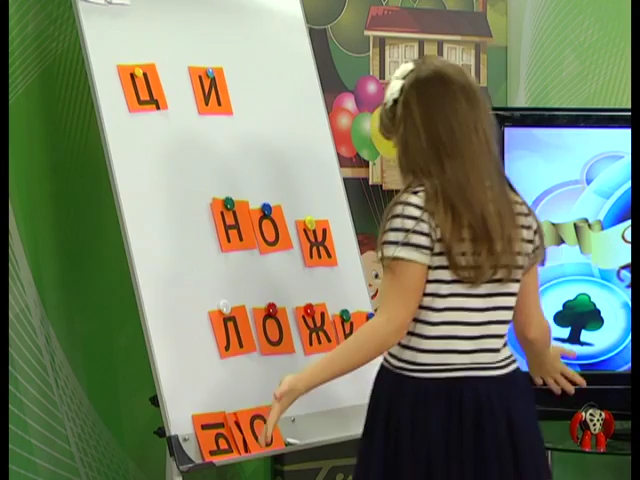 Ц И
Н О Ж
Л О Ж
Ы